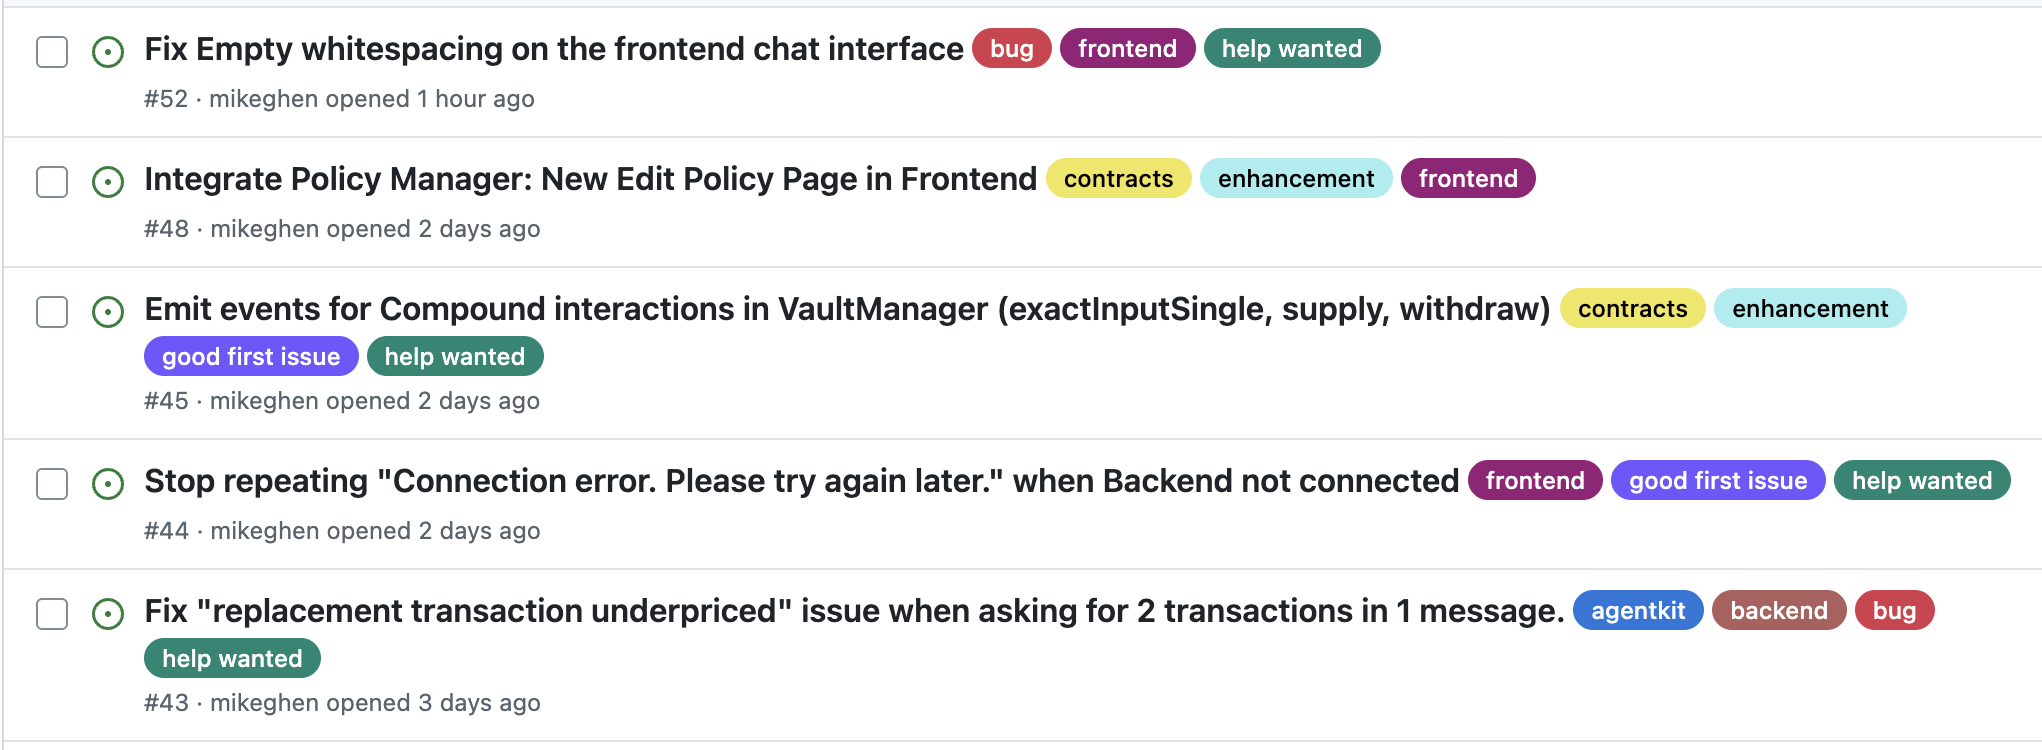 Fix Empty whitespacing on the frontend chat interface bug frontend help wanted
#52 · mikeghen opened 1 hour ago
Integrate Policy Manager: New Edit Policy Page in Frontend contracts enhancement frontend
#48 · mikeghen opened 2 days ago
Emit events for Compound interactions in VaultManager (exactInputSingle, supply, withdraw) contracts enhancement
good first issue help wanted
#45 · mikeghen opened 2 days ago
Stop repeating "Connection error. Please try again later." when Backend not connected frontend good first issue help wanted
#44 · mikeghen opened 2 days ago
Fix "replacement transaction underpriced" issue when asking for 2 transactions in 1 message. agentkit backend bug
help wanted
#43 · mikeghen opened 3 days ago